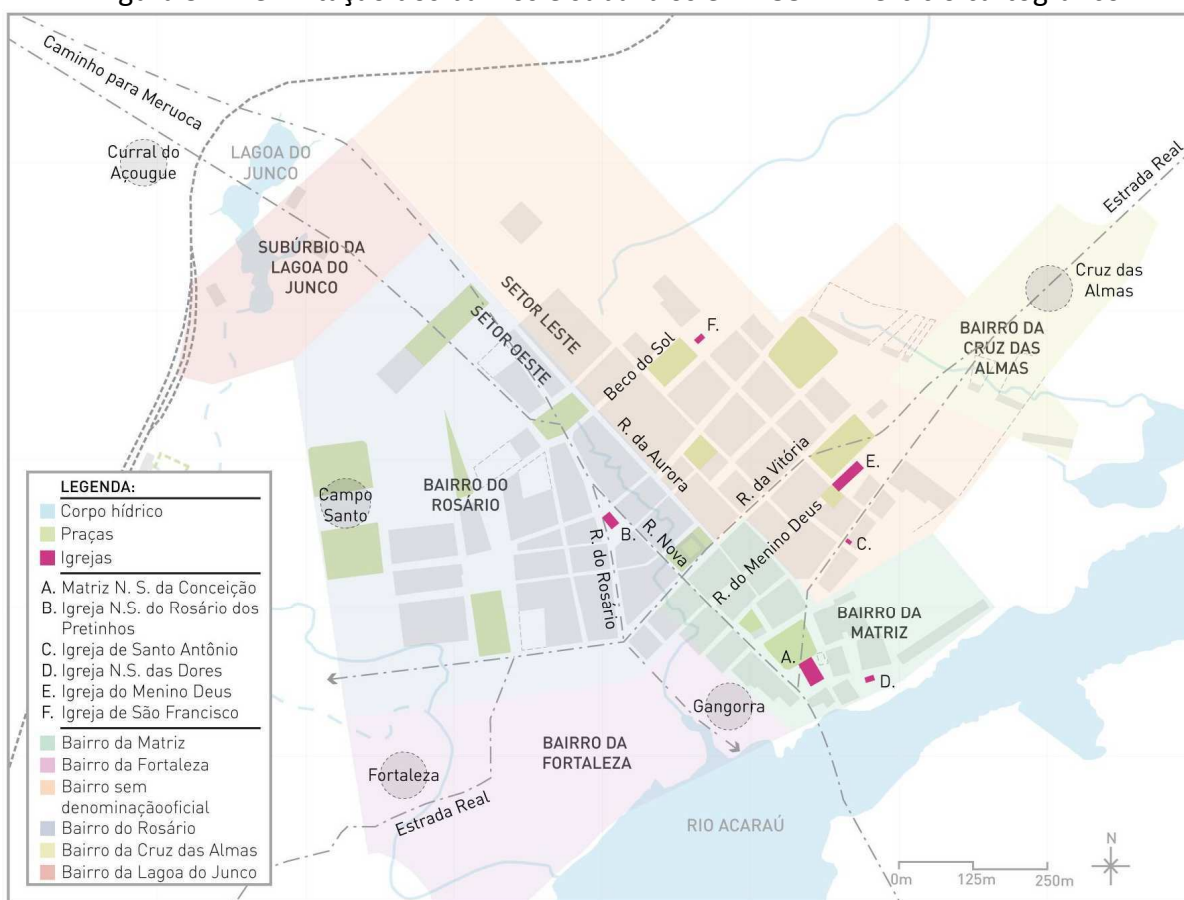 Caminho para Meruoca
Curral do
Açougue
LAGOA DO
JUNCO
SUBÚRBIO DA
LAGOA DO
JUNCO
SETOR LESTE
SETOR OESTE
Estrada Real
Cruz das
Almas
BAIRRO DA
CRUZ DAS
ALMAS
F.
Beco do Sol
R. da Aurora
R. da Vitória
E.
Campo
Santo
BAIRRO DO
ROSÁRIO
B.
R. Nova
R. do Rosário
R. do Menino Deus
C.
BAIRRO DA
MATRIZ
A.
D.
Gangorra
BAIRRO DA
FORTALEZA
Fortaleza
Estrada Real
RIO ACARAÚ
N
0m 125m 250m
LEGENDA:
Corpo hídrico
Praças
Igrejas
A. Matriz N. S. da Conceição
B. Igreja N.S. do Rosário dos
Pretinhos
C. Igreja de Santo Antônio
D. Igreja N.S. das Dores
E. Igreja do Menino Deus
F. Igreja de São Francisco
Bairro da Matriz
Bairro da Fortaleza
Bairro sem
denominaçãooficial
Bairro do Rosário
Bairro da Cruz das Almas
Bairro da Lagoa do Junco